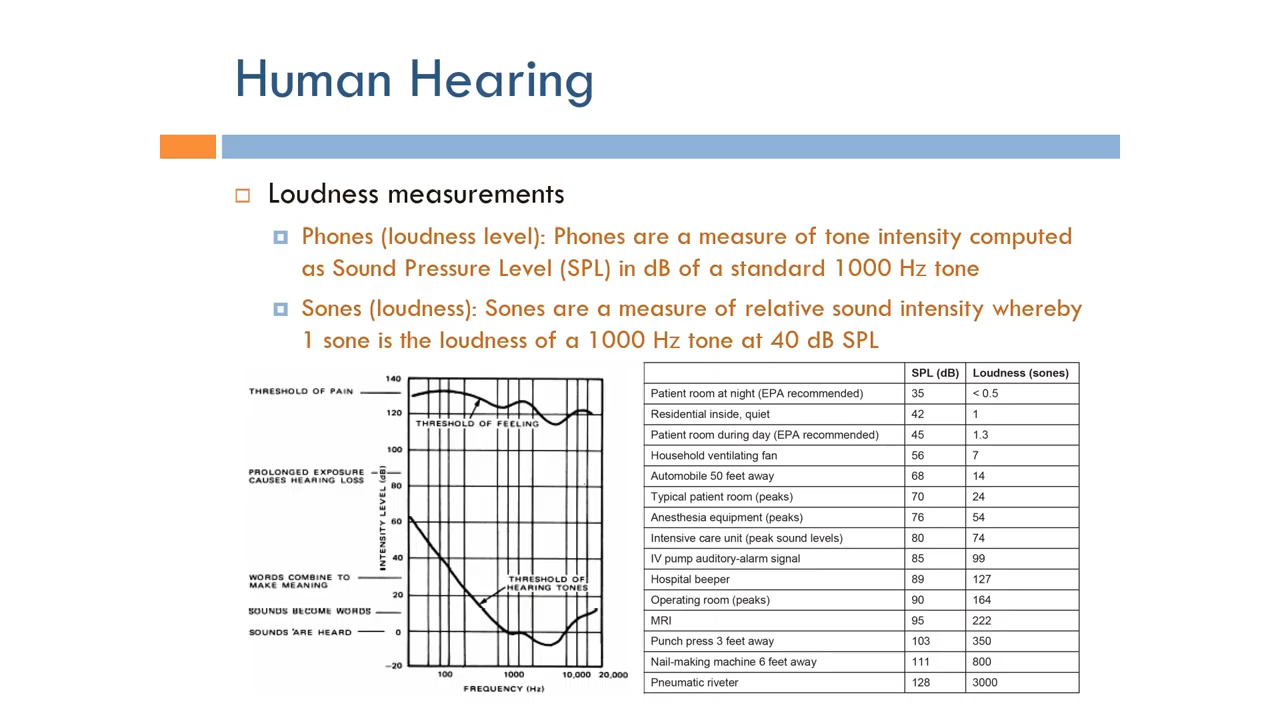 Human Hearing
Loudness measurements
Phones (loudness level): Phones are a measure of tone intensity computed
as Sound Pressure Level (SPL) in dB of a standard 1000 Hz tone
Sones (loudness): Sones are a measure of relative sound intensity whereby
1 sone is the loudness of a 1000 Hz tone at 40 dB SPL
140
THRESHOLD OF PAIN
120
THRESHOLD OF FEELING
100
PROLONGED EXPOSURE
CAUSES HEARING LOSS
80
INTENSITY LEVEL (dB)
60
40
WORDS COMBINE TO
MAKE MEANING
THRESHOLD OF
HEARING TONES
20
SOUNDS BECOME WORDS
SOUNDS ARE HEARD
0
-20
100 1000 10,000 20,000
FREQUENCY (Hz)
SPL (dB) Loudness (sones)
Patient room at night (EPA recommended) 35 < 0.5
Residential inside, quiet 42 1
Patient room during day (EPA recommended) 45 1.3
Household ventilating fan 56 7
Automobile 50 feet away 68 14
Typical patient room (peaks) 70 24
Anesthesia equipment (peaks) 76 54
Intensive care unit (peak sound levels) 80 74
IV pump auditory-alarm signal 85 99
Hospital beeper 89 127
Operating room (peaks) 90 164
MRI 95 222
Punch press 3 feet away 103 350
Nail-making machine 6 feet away 111 800
Pneumatic riveter 128 3000